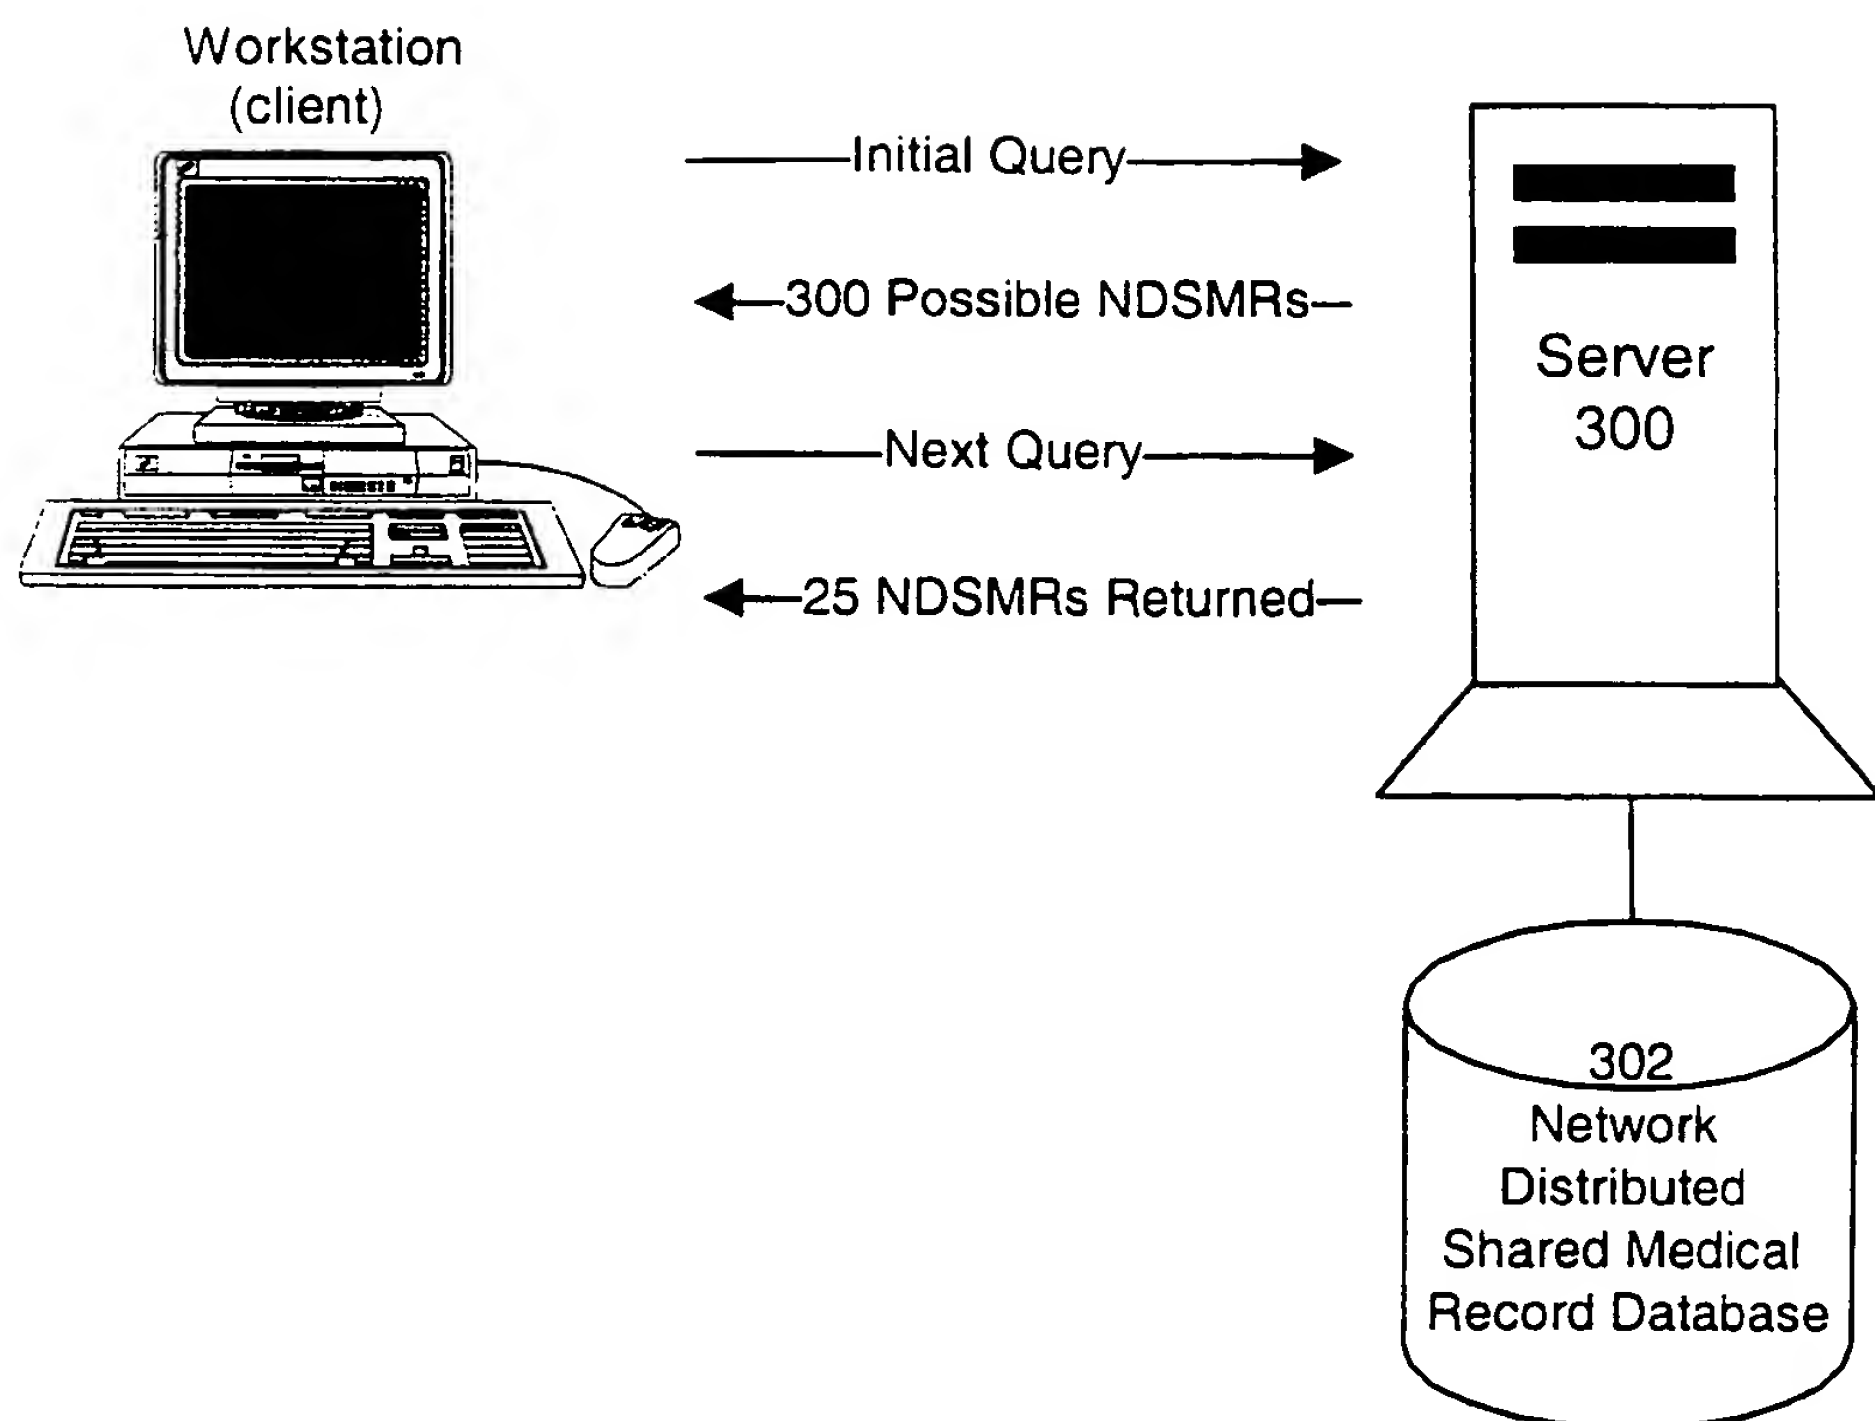 Workstation
(client)
Initial Query
300 Possible NDSMRs
Next Query
25 NDSMRs Returned
Server
300
302
Network
Distributed
Shared Medical
Record Database